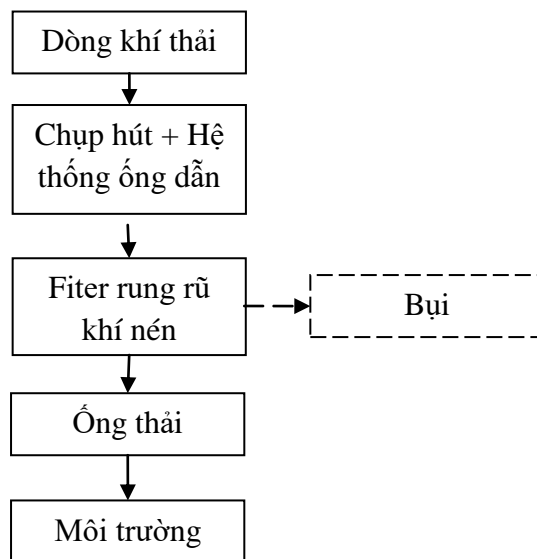 Dòng khí thải
Chụp hút + Hệ
thống ống dẫn
Fiter rung rũ
khí nén
Bụi
Ống thải
Môi trường